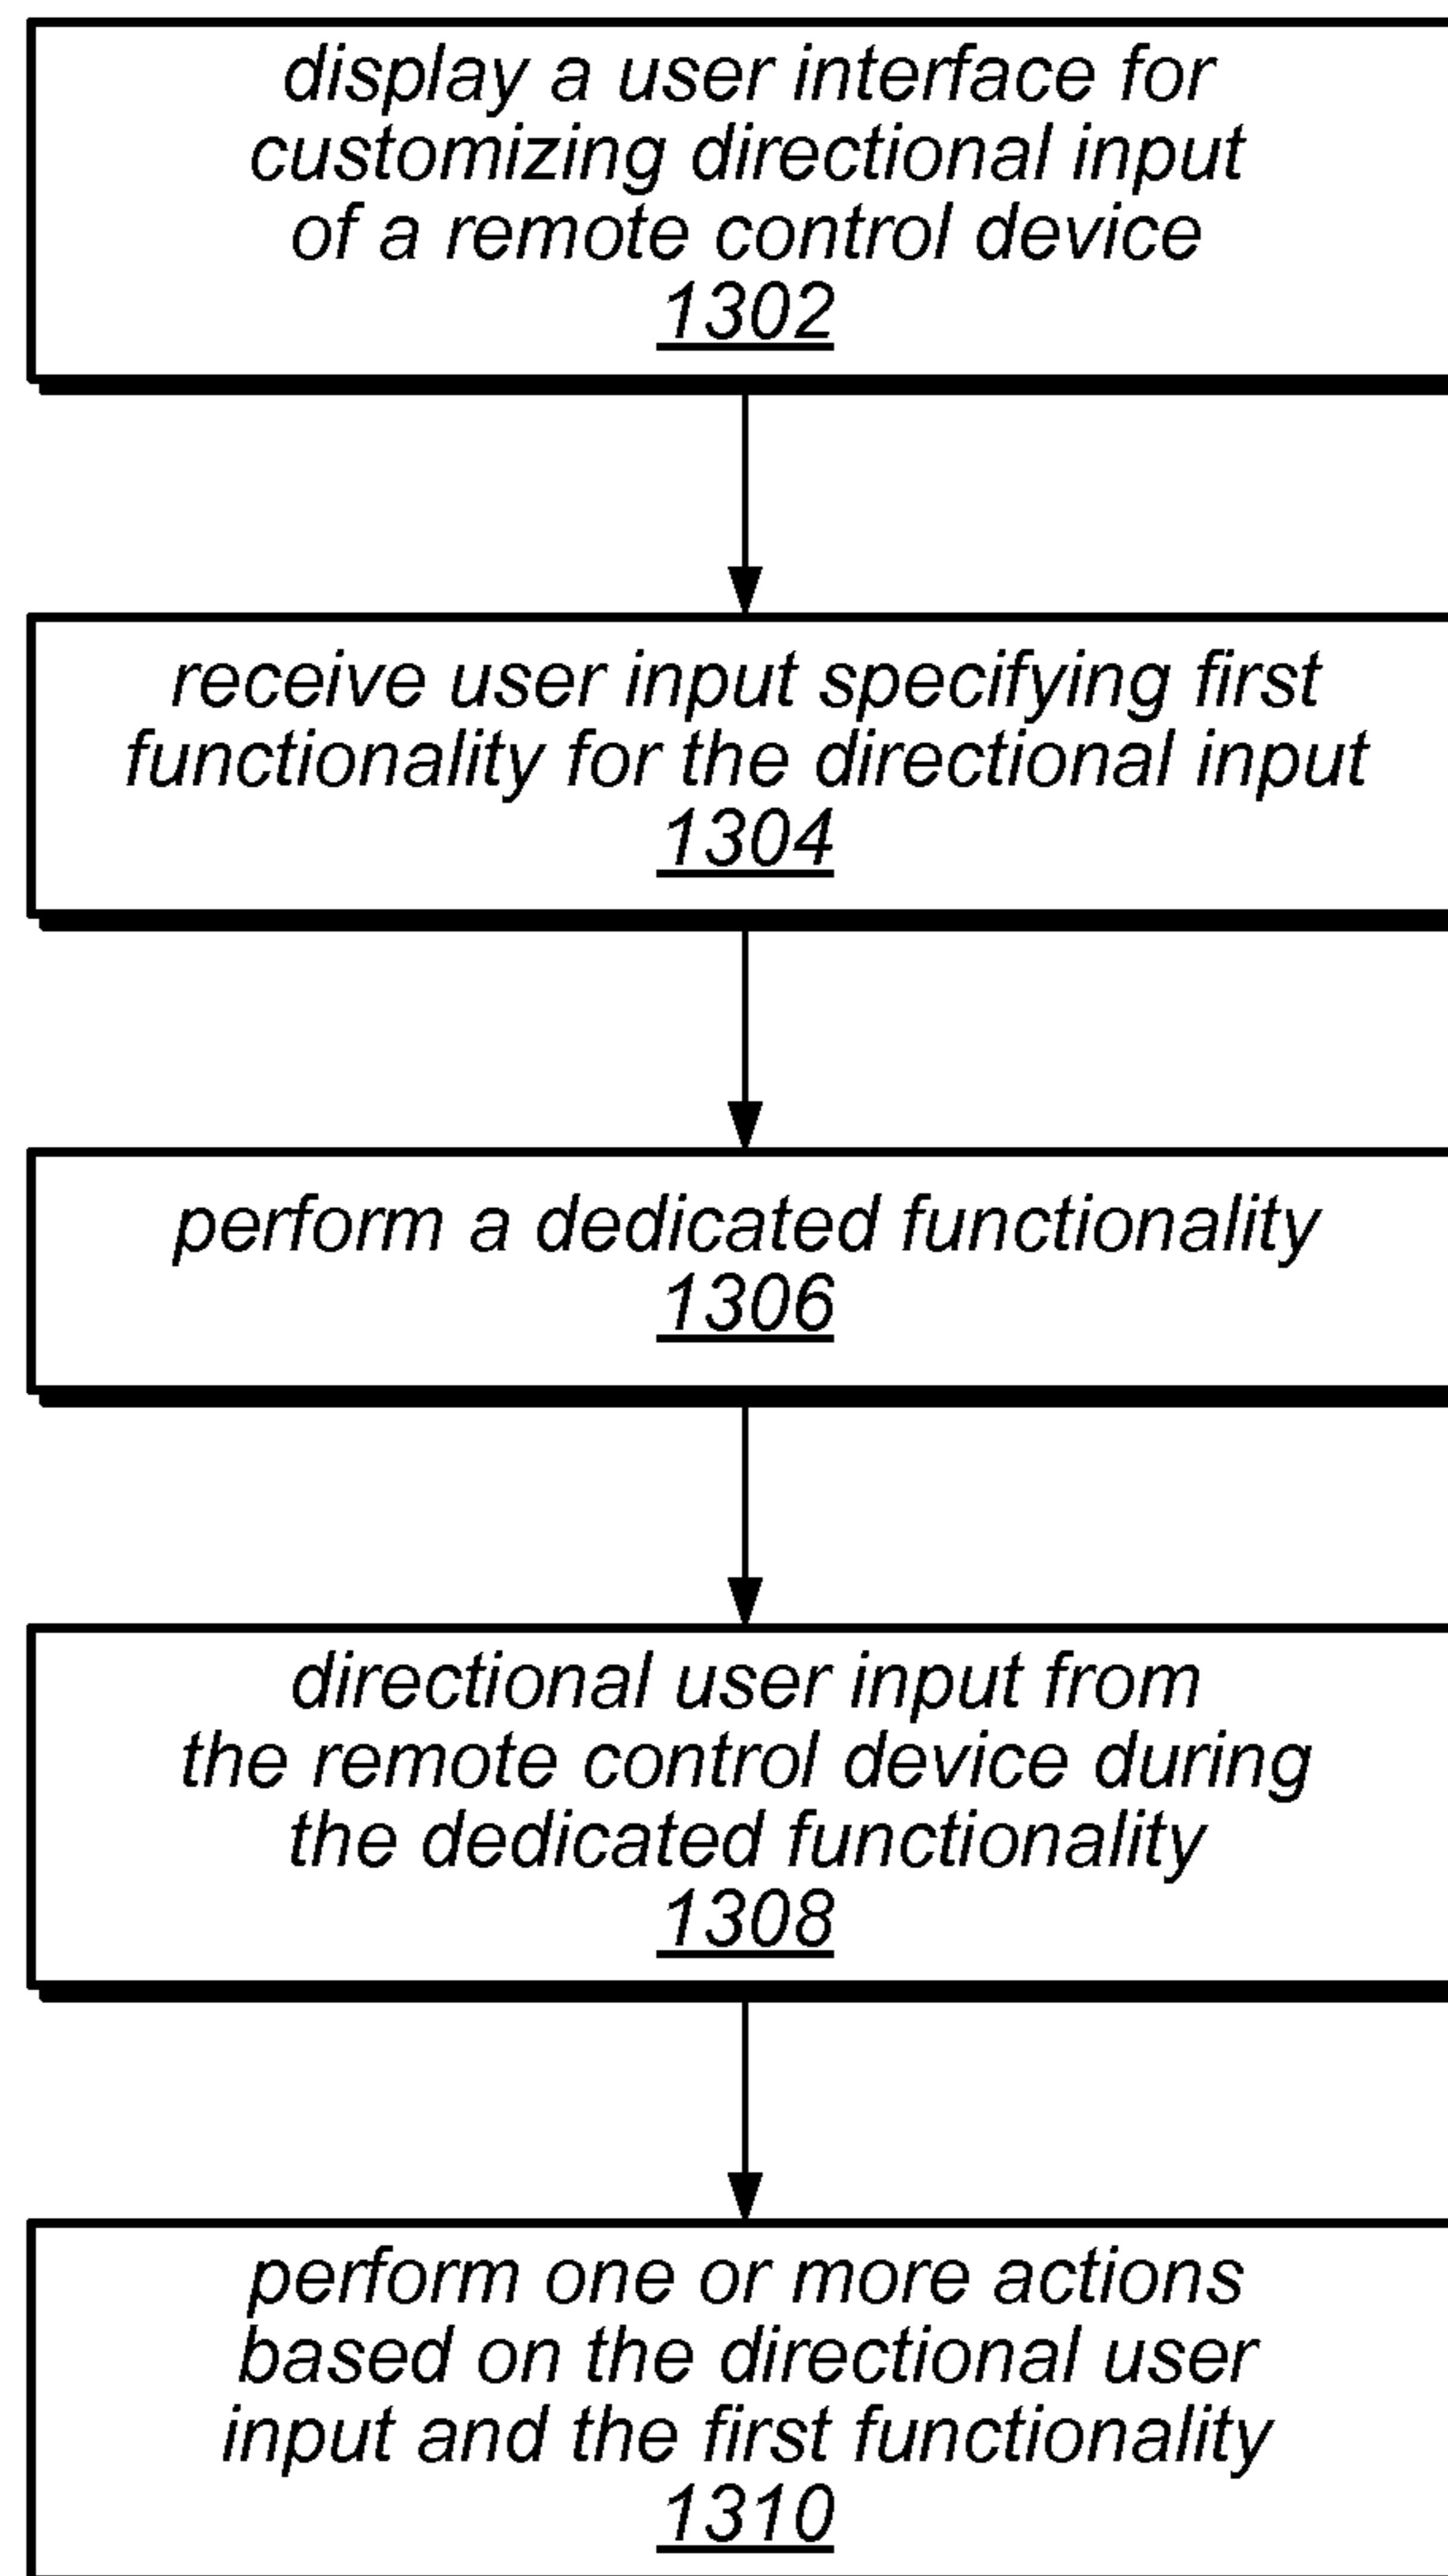 display a user interface for
customizing directional input
of a remote control device
1302
receive user input specifying first
functionality for the directional input
1304
perform a dedicated functionality
1306
directional user input from
the remote control device during
the dedicated functionality
1308
perform one or more actions
based on the directional user
input and the first functionality
1310